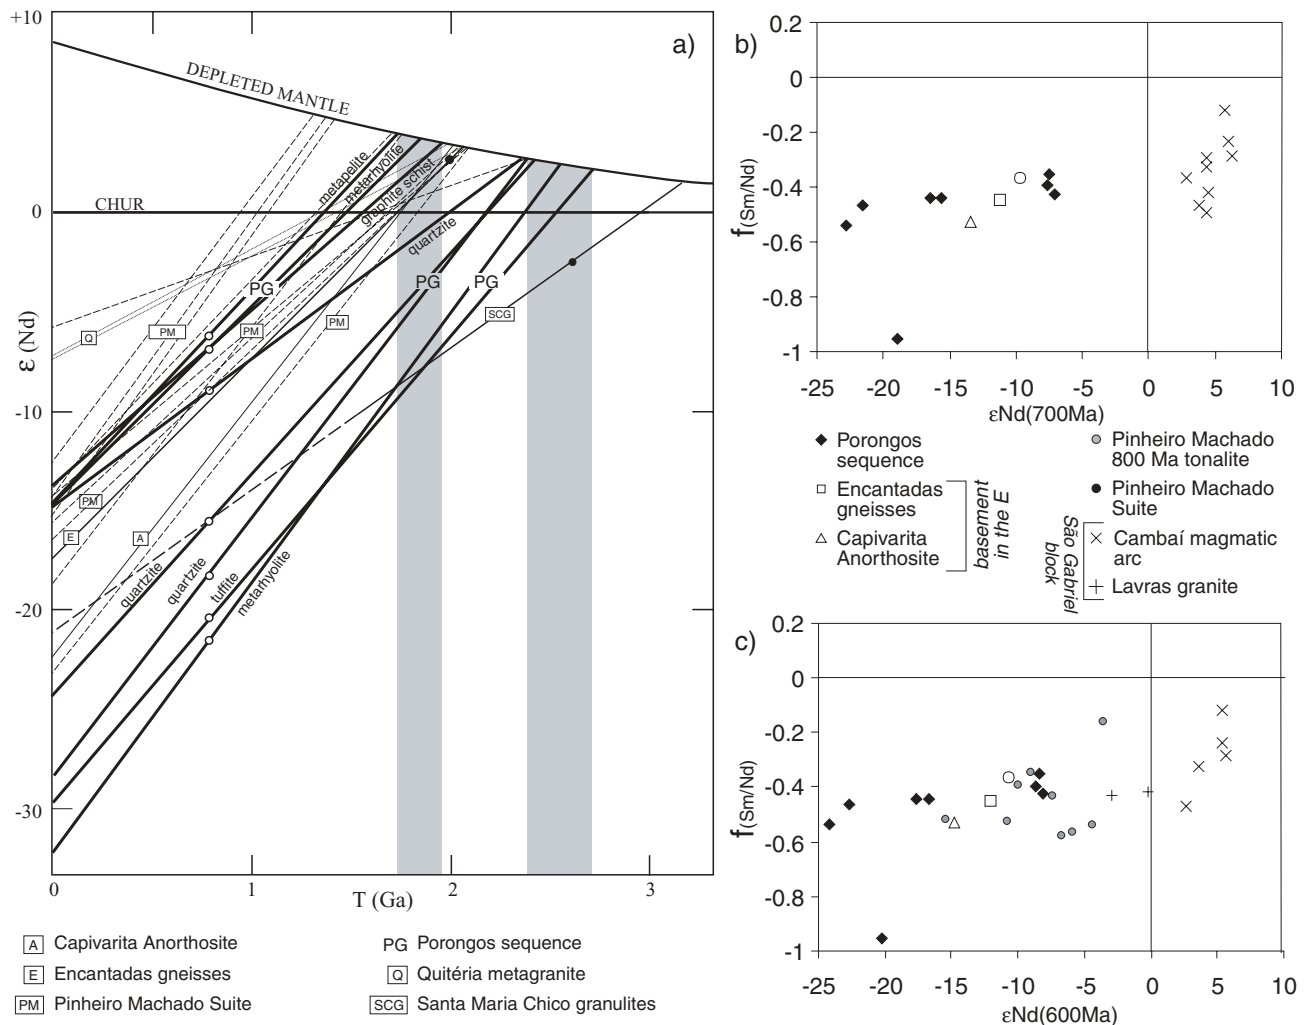 +10
0
-10
-20
-30
ε (Nd)
a)
DEPLETED MANTLE
CHUR
metapelite
metarhyolite
graphite schist
quartzite
PG
PG
PG
Q
PM
PM
PM
SCG
PM
E
A
quartzite
quartzite
tuffite
metarhyolite
0
1
2
3
T (Ga)
A Capivarita Anorthosite
E Encantadas gneisses
PM Pinheiro Machado Suite
PG Porongos sequence
Q Quitéria metagranite
SCG Santa Maria Chico granulites
b)
0.2
0
-0.2
-0.4
-0.6
-0.8
-1
f(Sm/Nd)
-25 -20 -15 -10 -5 0 5 10
εNd(700Ma)
Porongos
sequence
Encantadas
gneisses
Capivarita
Anorthosite
basement
in the E
Pinheiro Machado
800 Ma tonalite
Pinheiro Machado
Suite
São Gabriel
block
Cambaí magmatic
arc
Lavras granite
c)
0.2
0
-0.2
-0.4
-0.6
-0.8
-1
f(Sm/Nd)
-25 -20 -15 -10 -5 0 5 10
εNd(600Ma)